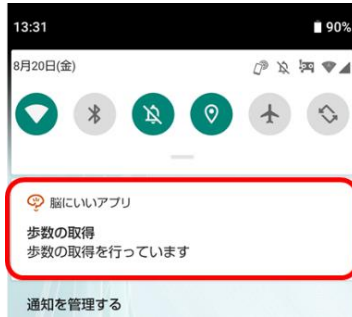 13:31
90%
8月20日(金)
脳にいいアプリ
歩数の取得
歩数の取得を行っています
通知を管理する